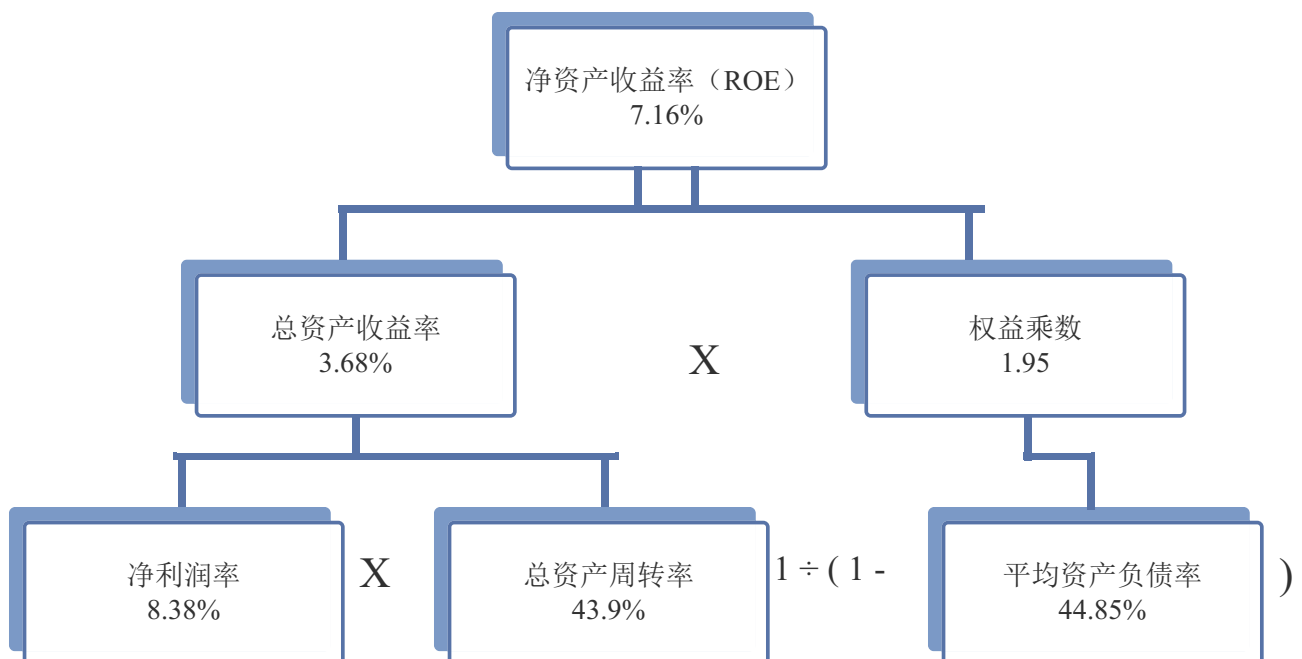 净资产收益率（ROE）
7.16%
总资产收益率
3.68%
X
权益乘数
1.95
净利润率
8.38%
X
总资产周转率
43.9%
1 ÷ ( 1 -
平均资产负债率
44.85%
)